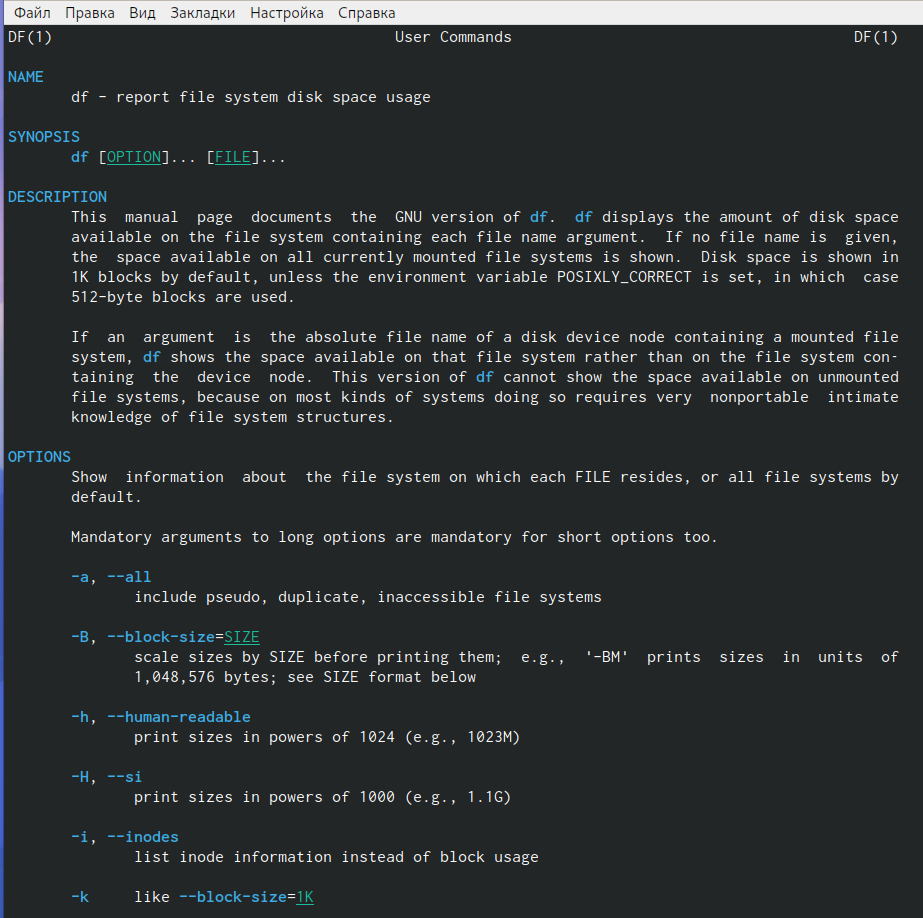 Файл Правка Вид Закладки Настройка Справка
DF(1) User Commands DF(1)
NAME
df - report file system disk space usage
SYNOPSIS
df [OPTION]... [FILE]...
DESCRIPTION
This manual page documents the GNU version of df. df displays the amount of disk space
available on the file system containing each file name argument. If no file name is given,
the space available on all currently mounted file systems is shown. Disk space is shown in
1K blocks by default, unless the environment variable POSIXLY_CORRECT is set, in which case
512-byte blocks are used.
If an argument is the absolute file name of a disk device node containing a mounted file
system, df shows the space available on that file system rather than on the file system con-
taining the device node. This version of df cannot show the space available on unmounted
file systems, because on most kinds of systems doing so requires very nonportable intimate
knowledge of file system structures.
OPTIONS
Show information about the file system on which each FILE resides, or all file systems by
default.
Mandatory arguments to long options are mandatory for short options too.
-a, --all
include pseudo, duplicate, inaccessible file systems
-B, --block-size=SIZE
scale sizes by SIZE before printing them; e.g., '-BM' prints sizes in units of
1,048,576 bytes; see SIZE format below
-h, --human-readable
print sizes in powers of 1024 (e.g., 1023M)
-H, --si
print sizes in powers of 1000 (e.g., 1.1G)
-i, --inodes
list inode information instead of block usage
-k like --block-size=1K